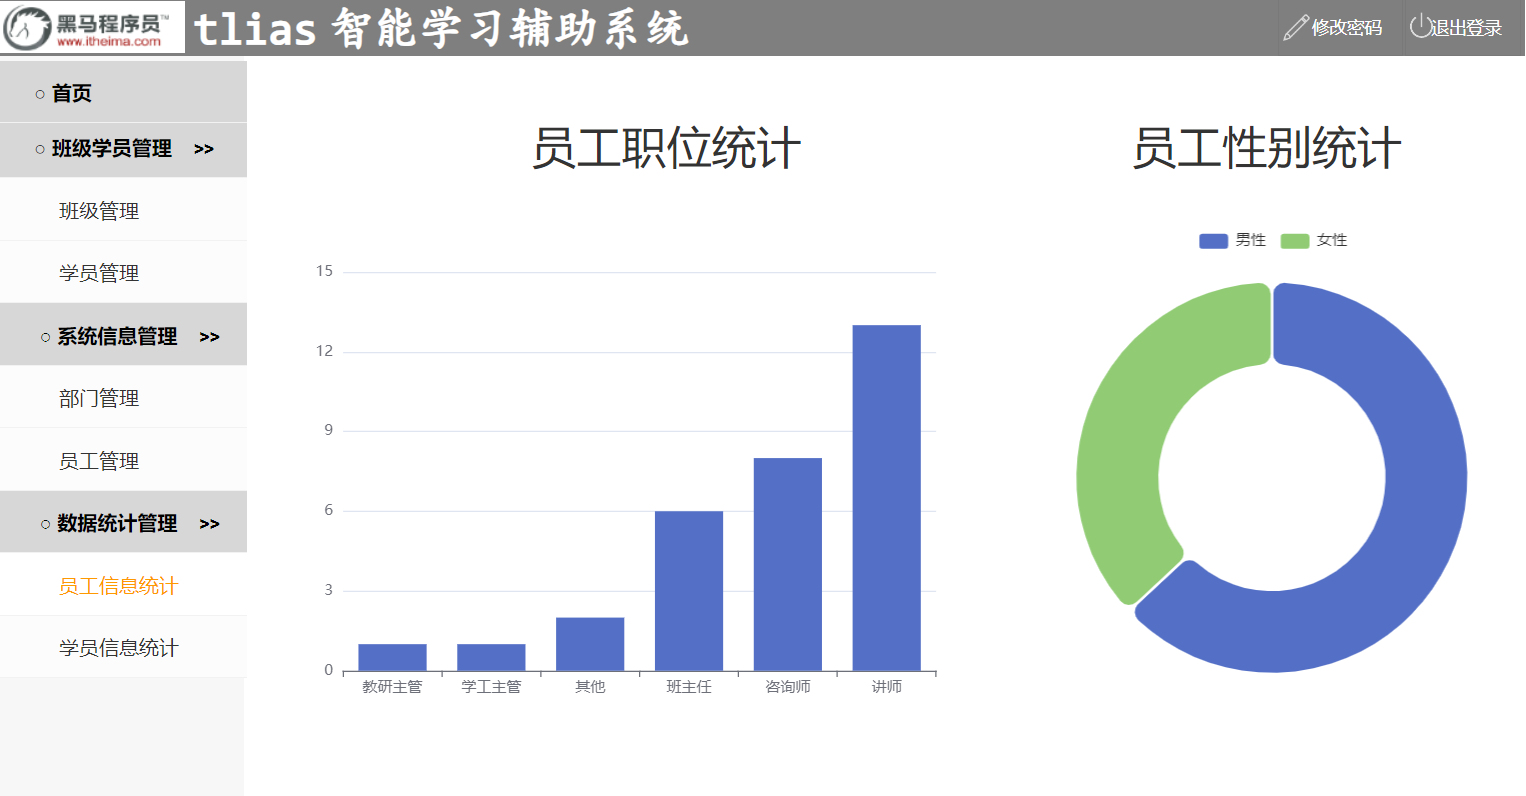 黑马程序员™
www.itheima.com
tlias 智能学习辅助系统
修改密码
退出登录
○ 首页
○ 班级学员管理 >>
班级管理
学员管理
○ 系统信息管理 >>
部门管理
员工管理
○ 数据统计管理 >>
员工信息统计
学员信息统计
员工职位统计
15
12
9
6
3
0
教研主管 学工主管 其他 班主任 咨询师 讲师
员工性别统计
男性 女性